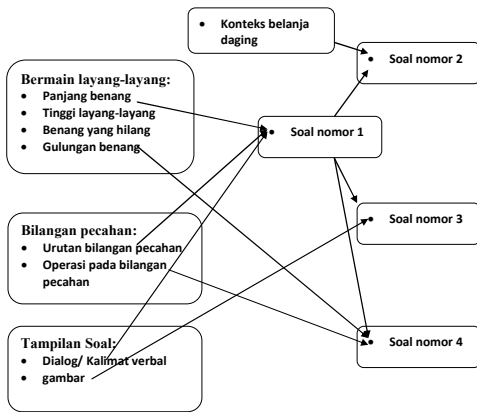 • Konteks belanja
daging
• Soal nomor 2
Bermain layang-layang:
• Panjang benang
• Tinggi layang-layang
• Benang yang hilang
• Gulungan benang
• Soal nomor 1
Bilangan pecahan:
• Urutan bilangan pecahan
• Operasi pada bilangan
pecahan
• Soal nomor 3
Tampilan Soal:
• Dialog/ Kalimat verbal
• gambar
• Soal nomor 4